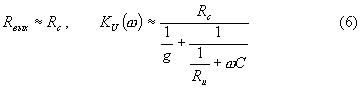 R_вых ≈ R_c , K_U(ω) ≈ R_c / (1/g + 1/(1/R_и + ωC)) (6)